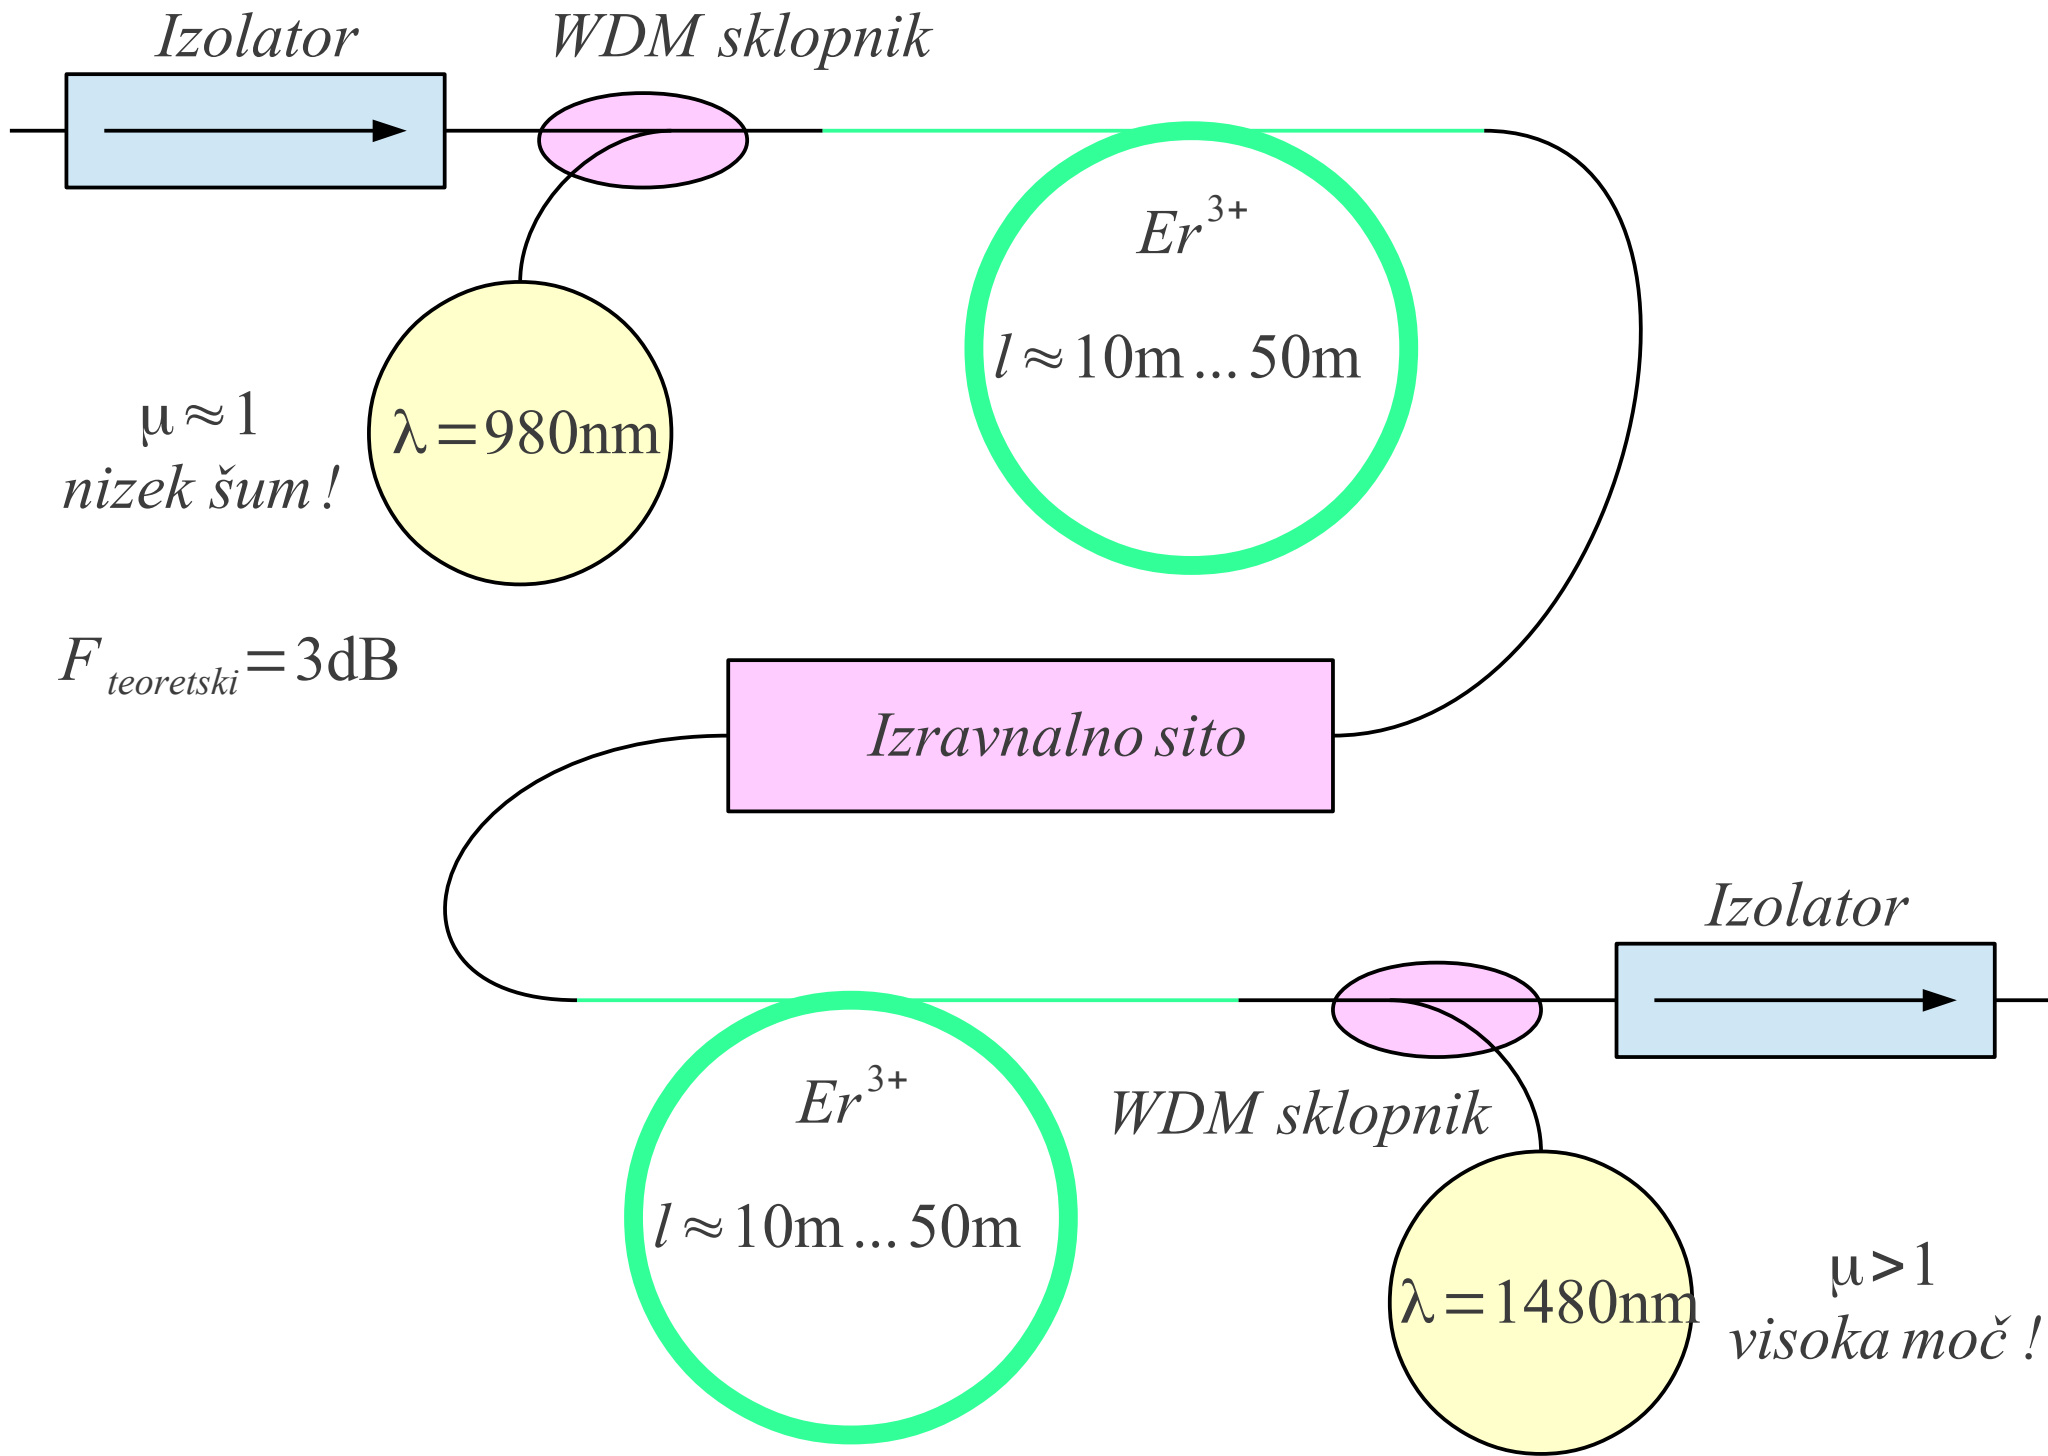 Izolator
WDM sklopnik
Er³⁺
l≈10m...50m
μ≈1
nizek šum!
λ=980nm
F teoretski=3dB
Izravnalno sito
Izolator
Er³⁺
WDM sklopnik
l≈10m...50m
λ=1480nm
μ>1
visoka moč!